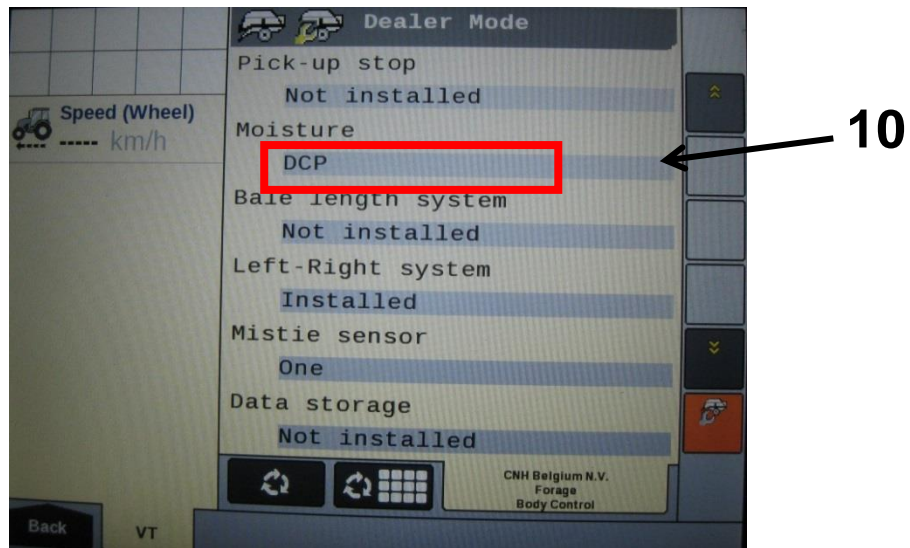 Dealer Mode
Pick-up stop
Not installed
Speed (Wheel)
----- km/h
Moisture
DCP
10
Bale length system
Not installed
Left-Right system
Installed
Mistie sensor
One
Data storage
Not installed
CNH Belgium N.V.
Forage
Body Control
Back
VT